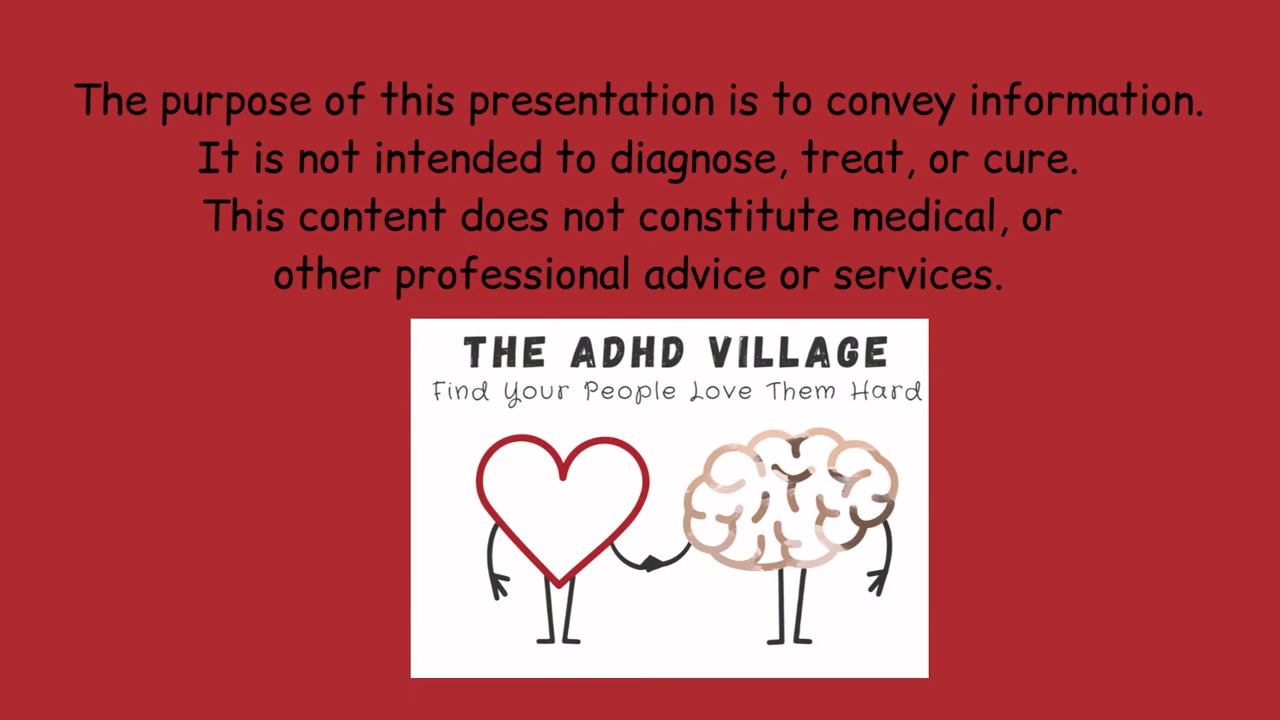 The purpose of this presentation is to convey information.
It is not intended to diagnose, treat, or cure.
This content does not constitute medical, or
other professional advice or services.
THE ADHD VILLAGE
Find Your People Love Them Hard